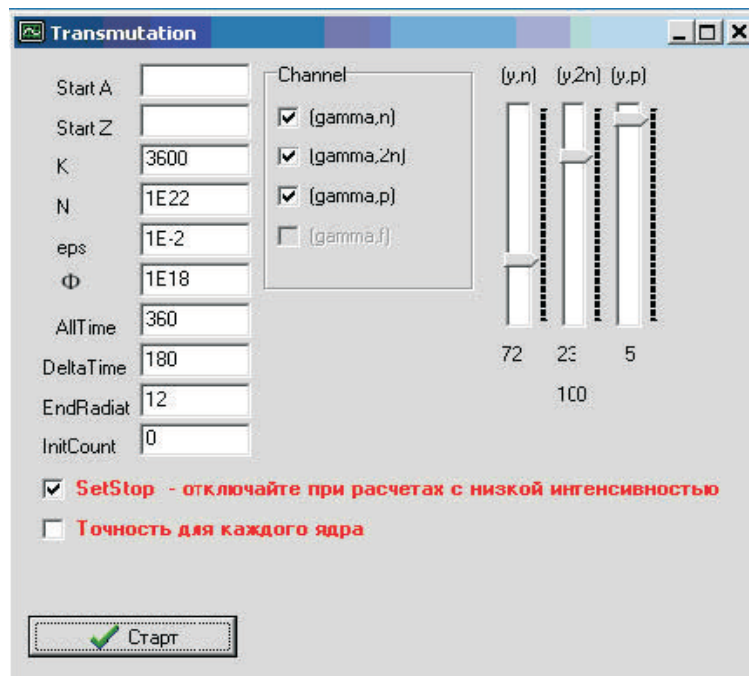 Transmutation
Start A
Start Z
K 3600
N 1E22
eps 1E-2
Ф 1E18
AllTime 360
DeltaTime 180
EndRadiat 12
InitCount 0
Channel
(gamma,n)
(gamma,2n)
(gamma,p)
(gamma,f)
(y,n) (y,2n) (y,p)
72 23 5
100
SetStop - отключайте при расчетах с низкой интенсивностью
Точность для каждого ядра
Старт